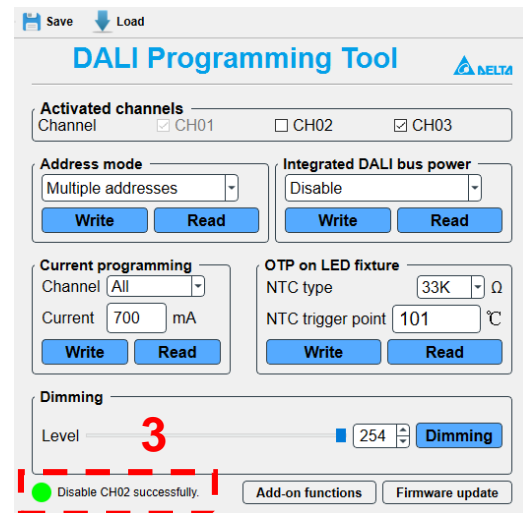 Save Load
DALI Programming Tool
DELTA
Activated channels
Channel CH01 CH02 CH03
Address mode
Multiple addresses
Write Read
Integrated DALI bus power
Disable
Write Read
Current programming
Channel All
Current 700 mA
Write Read
OTP on LED fixture
NTC type 33K Ω
NTC trigger point 101 ℃
Write Read
Dimming
Level 254 Dimming
3
Disable CH02 successfully. Add-on functions Firmware update